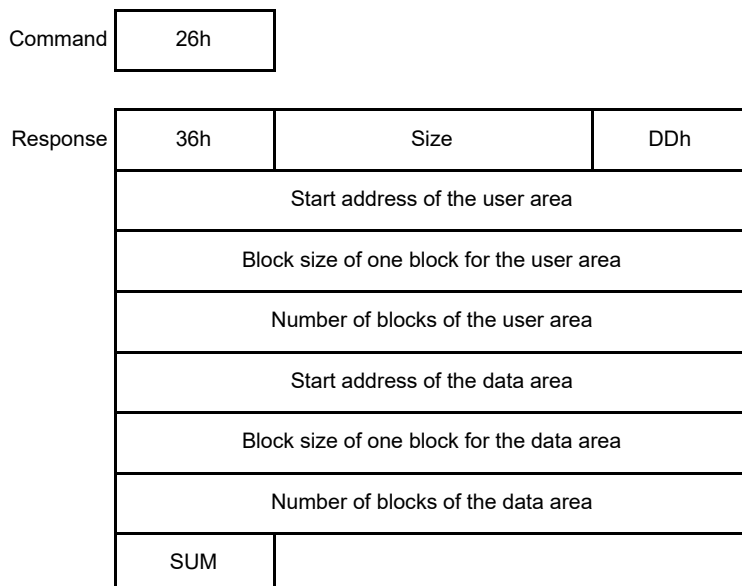 Command 26h
Response 36h Size DDh
Start address of the user area
Block size of one block for the user area
Number of blocks of the user area
Start address of the data area
Block size of one block for the data area
Number of blocks of the data area
SUM